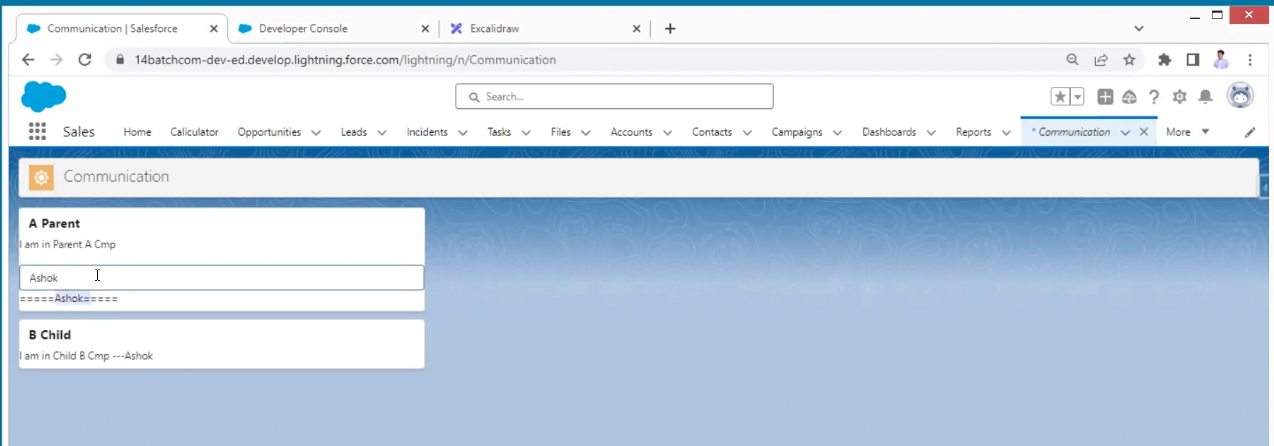 Communication | Salesforce Developer Console Excalidraw
14batchcom-dev-ed.develop.lightning.force.com/lightning/n/Communication
Search...
Sales Home Calculator Opportunities Leads Incidents Tasks Files Accounts Contacts Campaigns Dashboards Reports * Communication More
Communication
A Parent
I am in Parent A Cmp
Ashok
=====Ashok=====
B Child
I am in Child B Cmp ---Ashok